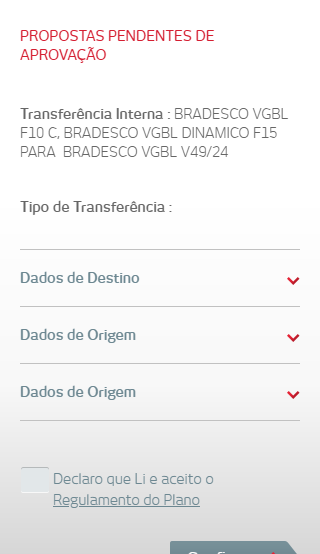 PROPOSTAS PENDENTES DE
APROVAÇÃO
Transferência Interna : BRADESCO VGBL
F10 C, BRADESCO VGBL DINAMICO F15
PARA BRADESCO VGBL V49/24
Tipo de Transferência :
Dados de Destino
Dados de Origem
Dados de Origem
Declaro que Li e aceito o
Regulamento do Plano